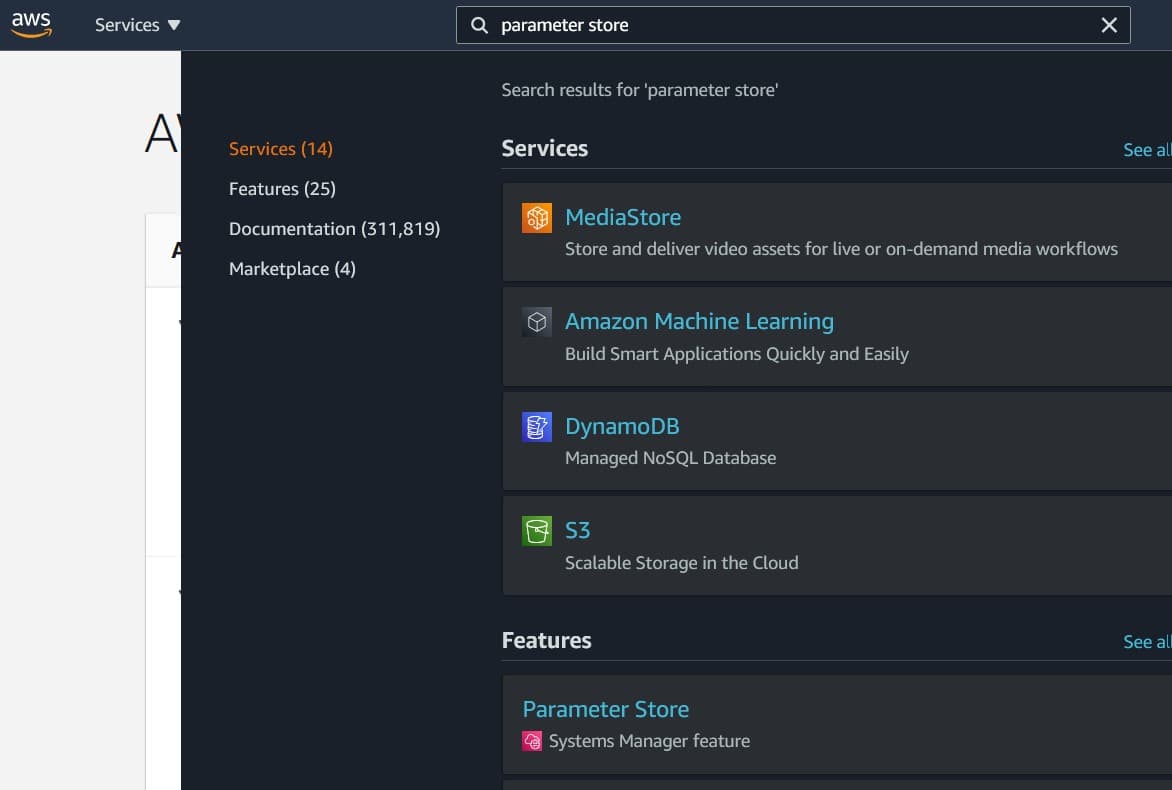 aws
Services
parameter store
Search results for 'parameter store'
Services (14)
Features (25)
Documentation (311,819)
Marketplace (4)
Services
See all
MediaStore
Store and deliver video assets for live or on-demand media workflows
Amazon Machine Learning
Build Smart Applications Quickly and Easily
DynamoDB
Managed NoSQL Database
S3
Scalable Storage in the Cloud
Features
See all
Parameter Store
Systems Manager feature